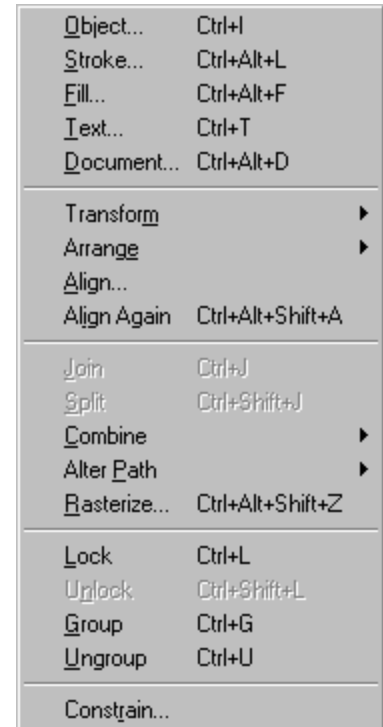 Object... Ctrl+I
Stroke... Ctrl+Alt+L
Fill... Ctrl+Alt+F
Text... Ctrl+T
Document... Ctrl+Alt+D
Transform
Arrange
Align...
Align Again Ctrl+Alt+Shift+A
Join Ctrl+J
Split Ctrl+Shift+J
Combine
Alter Path
Rasterize... Ctrl+Alt+Shift+Z
Lock Ctrl+L
Unlock Ctrl+Shift+L
Group Ctrl+G
Ungroup Ctrl+U
Constrain...